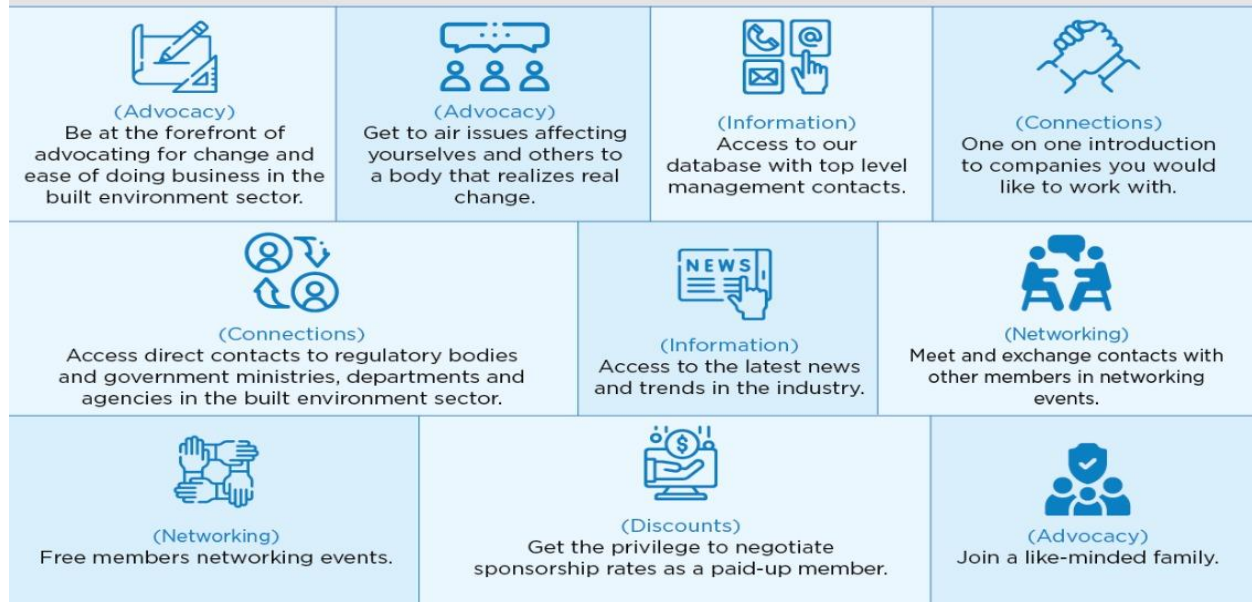 (Advocacy)
Be at the forefront of
advocating for change and
ease of doing business in the
built environment sector.
(Advocacy)
Get to air issues affecting
yourselves and others to
a body that realizes real
change.
@
(Information)
Access to our
database with top level
management contacts.
(Connections)
One on one introduction
to companies you would
like to work with.
(Connections)
Access direct contacts to regulatory bodies
and government ministries, departments and
agencies in the built environment sector.
NEWS
(Information)
Access to the latest news
and trends in the industry.
(Networking)
Meet and exchange contacts with
other members in networking
events.
(Networking)
Free members networking events.
$
(Discounts)
Get the privilege to negotiate
sponsorship rates as a paid-up member.
(Advocacy)
Join a like-minded family.